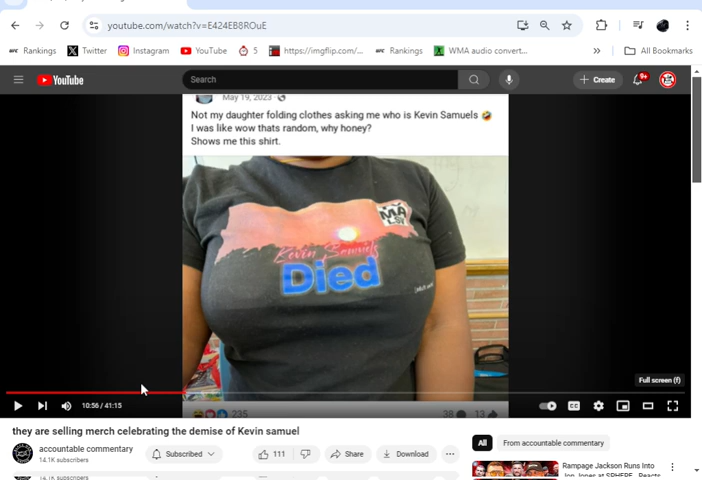 youtube.com/watch?v=E424EB8ROuE
Rankings
Twitter
Instagram
YouTube
5
https://imgflip.com/...
Rankings
WMA audio convert...
»
All Bookmarks
YouTube
Search
Create
9+
May 19, 2023
Not my daughter folding clothes asking me who is Kevin Samuels 🤣
I was like wow thats random, why honey?
Shows me this shirt.
MA
Kevin Samuels
Died
235
38
13
Full screen (f)
10:56 / 41:15
CC
they are selling merch celebrating the demise of Kevin samuel
accountable commentary
14.1K subscribers
Subscribed
111
Share
Download
...
All
From accountable commentary
Rampage Jackson Runs Into
Jon Jones at SPHERE.. Reacts